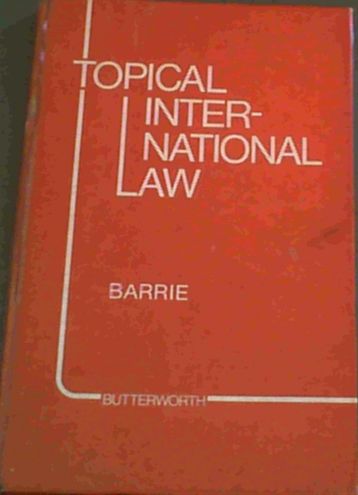 TOPICAL
INTER-
NATIONAL
LAW
BARRIE
BUTTERWORTH